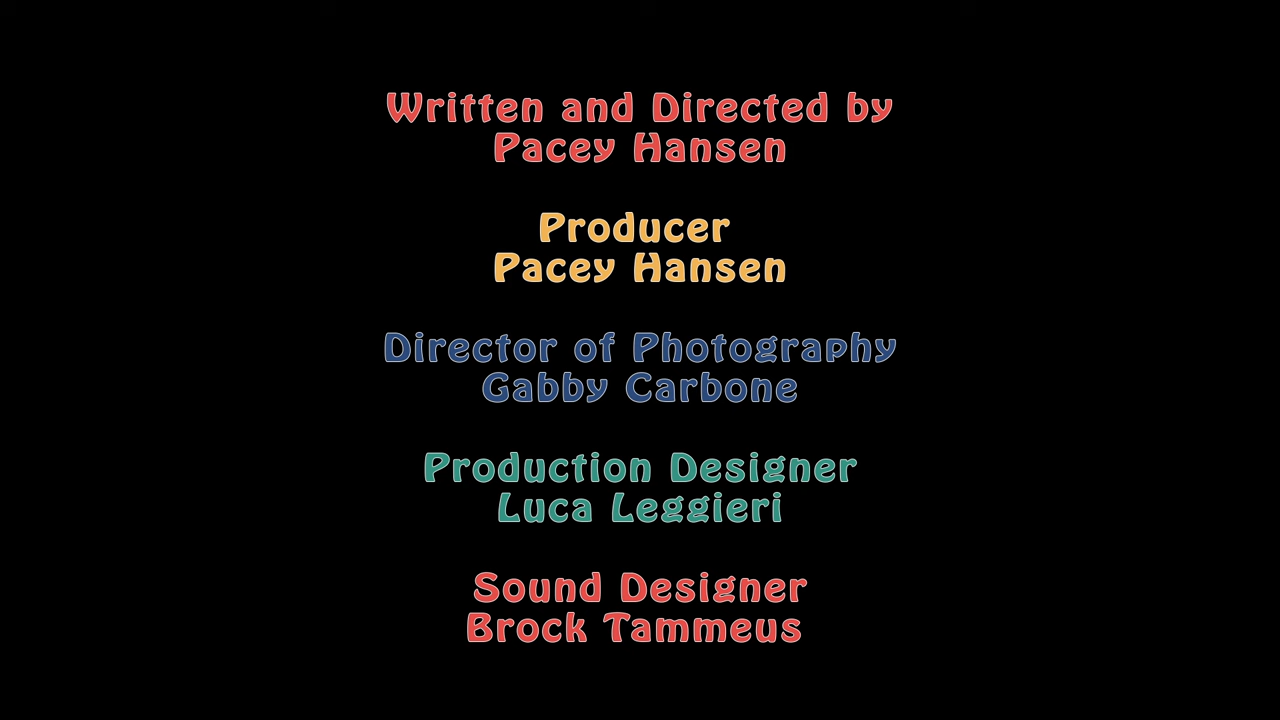 Written and Directed by
Pacey Hansen
Producer
Pacey Hansen
Director of Photography
Gabby Carbone
Production Designer
Luca Leggieri
Sound Designer
Brock Tammeus